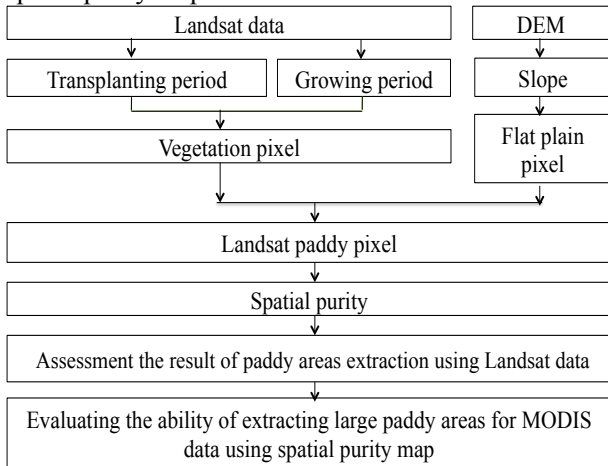 Landsat data
DEM
Transplanting period
Growing period
Slope
Vegetation pixel
Flat plain
pixel
Landsat paddy pixel
Spatial purity
Assessment the result of paddy areas extraction using Landsat data
Evaluating the ability of extracting large paddy areas for MODIS
data using spatial purity map